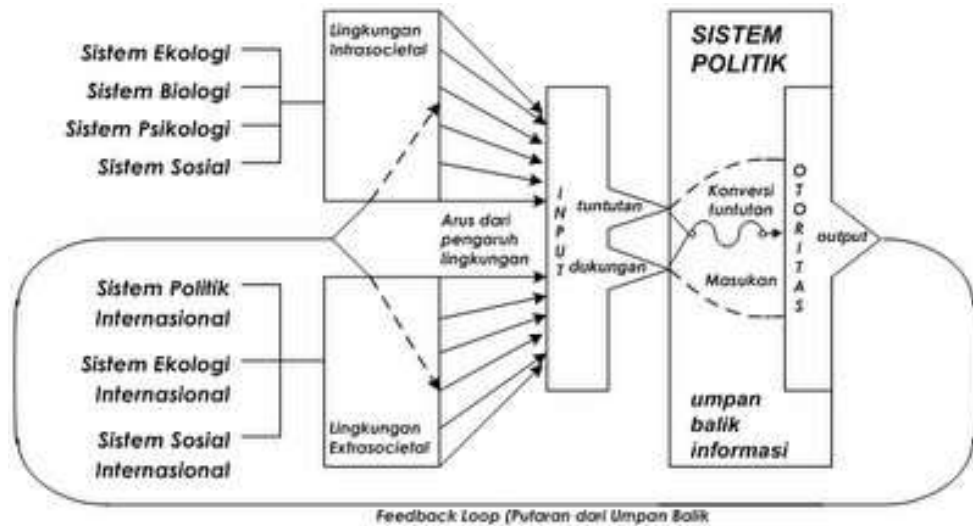 Sistem Ekologi
Sistem Biologi
Sistem Psikologi
Sistem Sosial
Lingkungan
Intrasocietal
Arus dari
pengaruh
lingkungan
Sistem Politik
Internasional
Sistem Ekologi
Internasional
Sistem Sosial
Internasional
Lingkungan
Extrasocietal
INPUT
tuntutan
dukungan
SISTEM
POLITIK
Konversi
tuntutan
Masukan
OTORITAS
output
umpan
balik
informasi
Feedback Loop (Putaran dari Umpan Balik